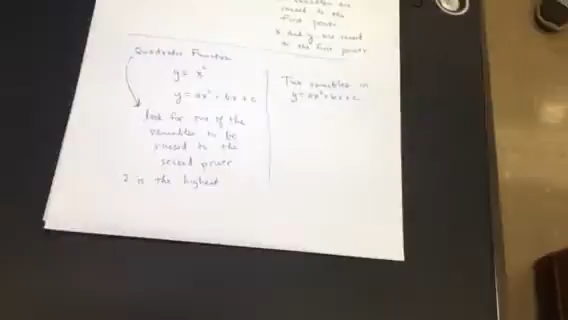 variables are
raised to the
first power
x and y are raised
to the first power
Quadratic Function
y = x²
y = ax² + bx + c
look for one of the
variables to be
raised to the
second power
2 is the highest
Two variables in
y = ax² + bx + c